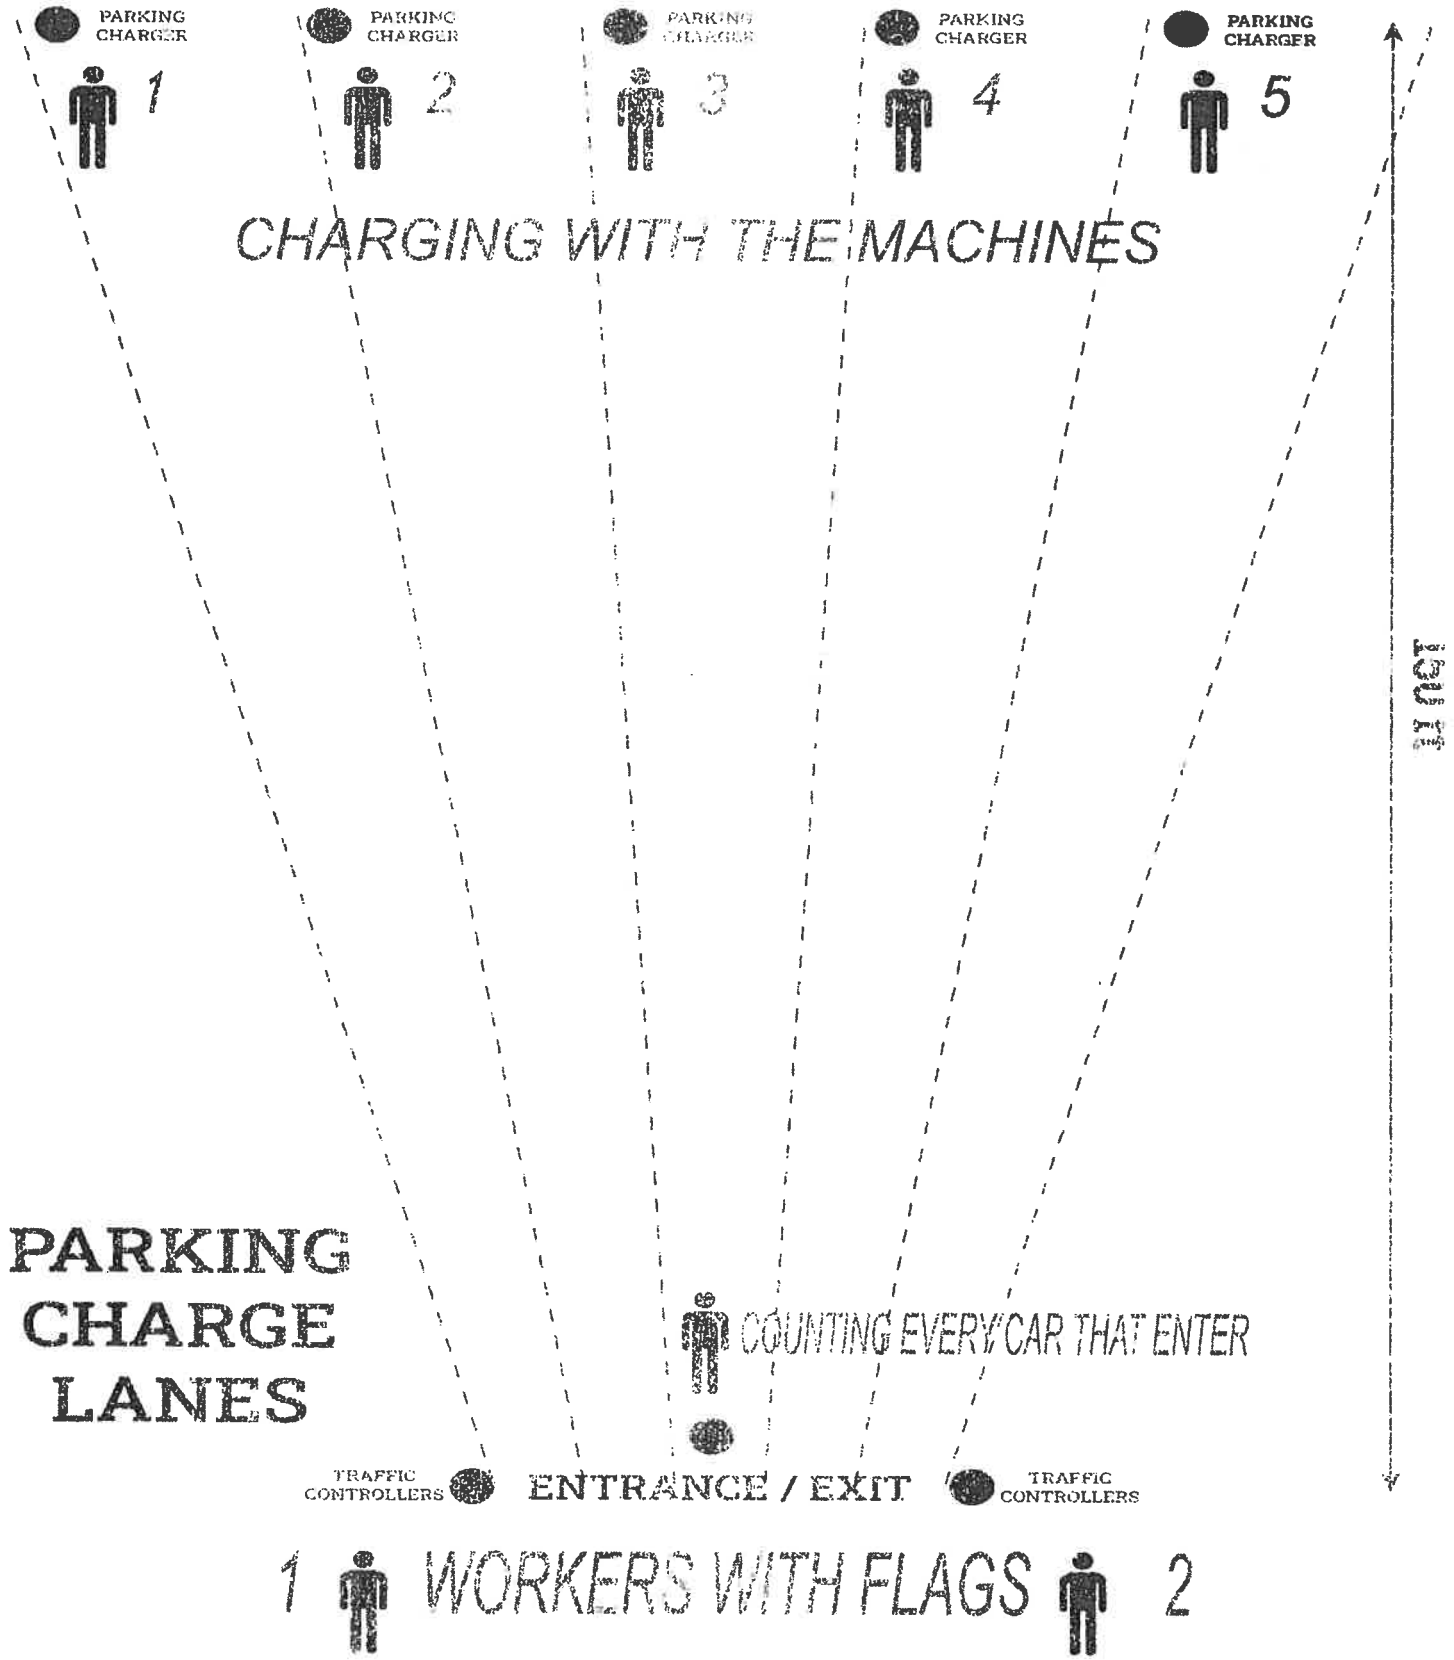 PARKING
CHARGER
PARKING
CHARGER
PARKING
CHARGER
PARKING
CHARGER
PARKING
CHARGER
1
2
3
4
5
CHARGING WITH THE MACHINES
PARKING
CHARGE
LANES
COUNTING EVERY CAR THAT ENTER
TRAFFIC
CONTROLLERS
ENTRANCE / EXIT
TRAFFIC
CONTROLLERS
1
WORKERS WITH FLAGS
2